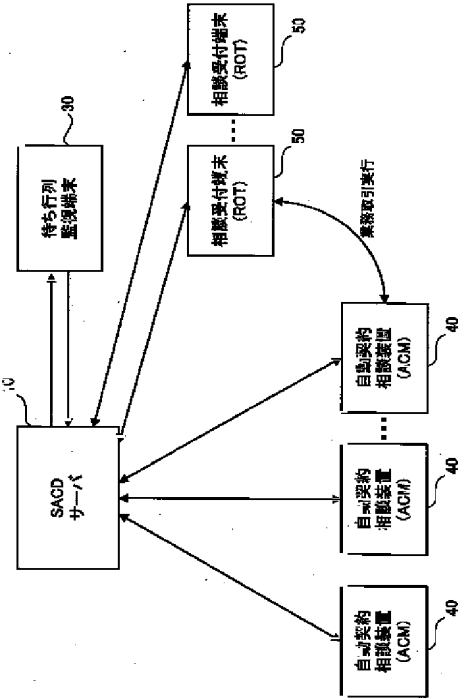 10
SACD
サーバ
30
待ち行列
監視端末
相談受付端末
(ROT)
50
相談受付端末
(ROT)
50
業務取引実行
自動契約
相談装置
(ACM)
40
自動契約
相談装置
(ACM)
40
自動契約
相談装置
(ACM)
40